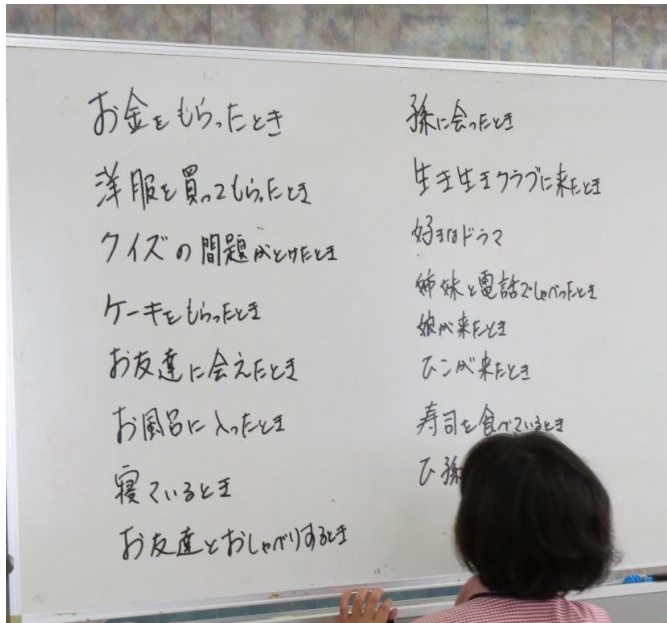 お金をもらったとき
洋服を買ってもらったとき
クイズの問題がとけたとき
ケーキをもらったとき
お友達に会えたとき
お風呂に入ったとき
寝ているとき
お友達とおしゃべりするとき
孫に会ったとき
生き生きクラブに来たとき
好きなドラマ
姉妹と電話でしゃべったとき
娘が来たとき
ひこが来たとき
寿司を食べているとき
ひ孫